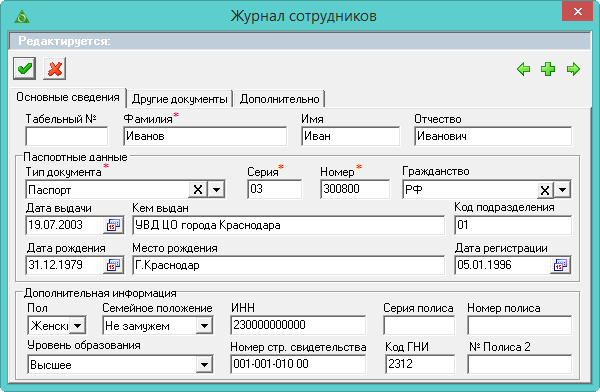 Журнал сотрудников
Редактируется:
Основные сведения Другие документы Дополнительно
Табельный № Фамилия* Имя Отчество
Иванов Иван Иванович
Паспортные данные
Тип документа* Серия* Номер* Гражданство
Паспорт 03 300800 РФ
Дата выдачи Кем выдан Код подразделения
19.07.2003 УВД ЦО города Краснодара 01
Дата рождения Место рождения Дата регистрации
31.12.1979 Г.Краснодар 05.01.1996
Дополнительная информация
Пол Семейное положение ИНН Серия полиса Номер полиса
Женски Не замужем 230000000000
Уровень образования Номер стр. свидетельства Код ГНИ № Полиса 2
Высшее 001-001-010 00 2312